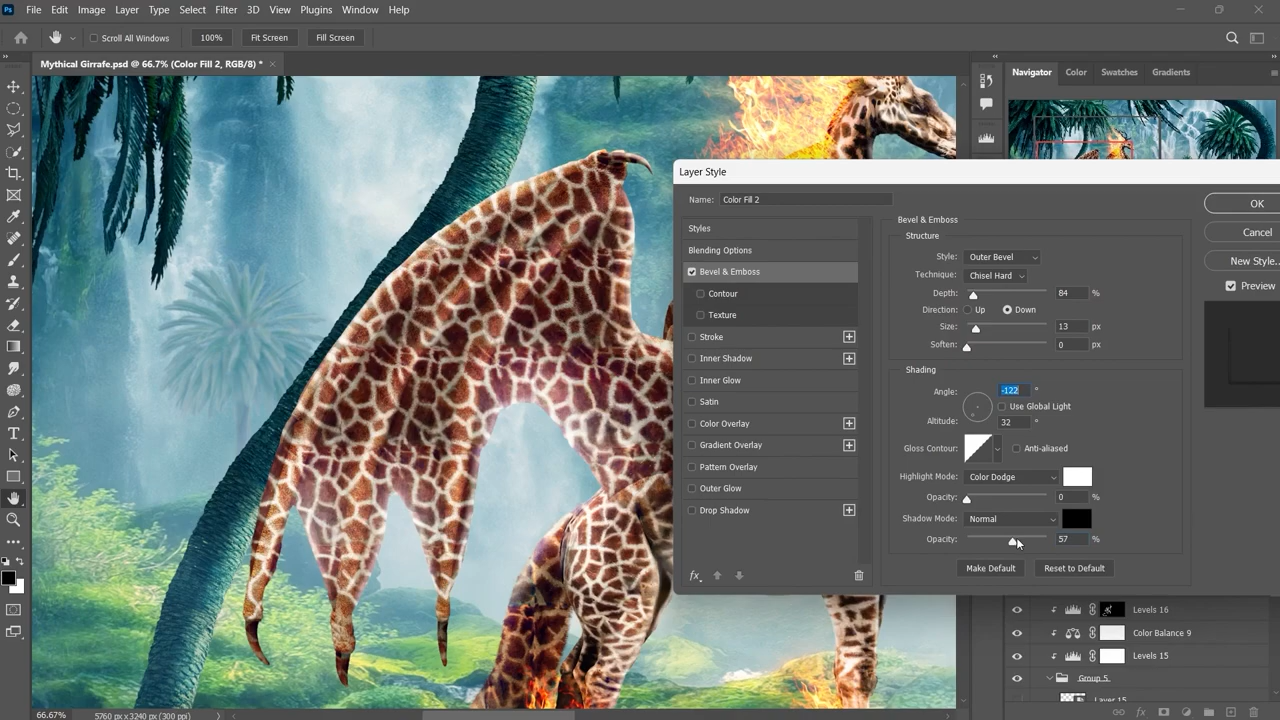 Ps File Edit Image Layer Type Select Filter 3D View Plugins Window Help
Scroll All Windows 100% Fit Screen Fill Screen
Mythical Girrafe.psd @ 66.7% (Color Fill 2, RGB/8) *
Navigator Color Swatches Gradients
Layer Style
Name: Color Fill 2
Styles
Blending Options
Bevel & Emboss
Contour
Texture
Stroke
Inner Shadow
Inner Glow
Satin
Color Overlay
Gradient Overlay
Pattern Overlay
Outer Glow
Drop Shadow
fx
Bevel & Emboss
Structure
Style: Outer Bevel
Technique: Chisel Hard
Depth: 84 %
Direction: Up Down
Size: 13 px
Soften: 0 px
Shading
Angle: -122 °
Use Global Light
Altitude: 32 °
Gloss Contour: Anti-aliased
Highlight Mode: Color Dodge
Opacity: 0 %
Shadow Mode: Normal
Opacity: 57 %
Make Default Reset to Default
OK
Cancel
New Style...
Preview
Levels 16
Color Balance 9
Levels 15
Group 5
Layer 15
fx
66.67% 5760 px x 3240 px (300 ppi)